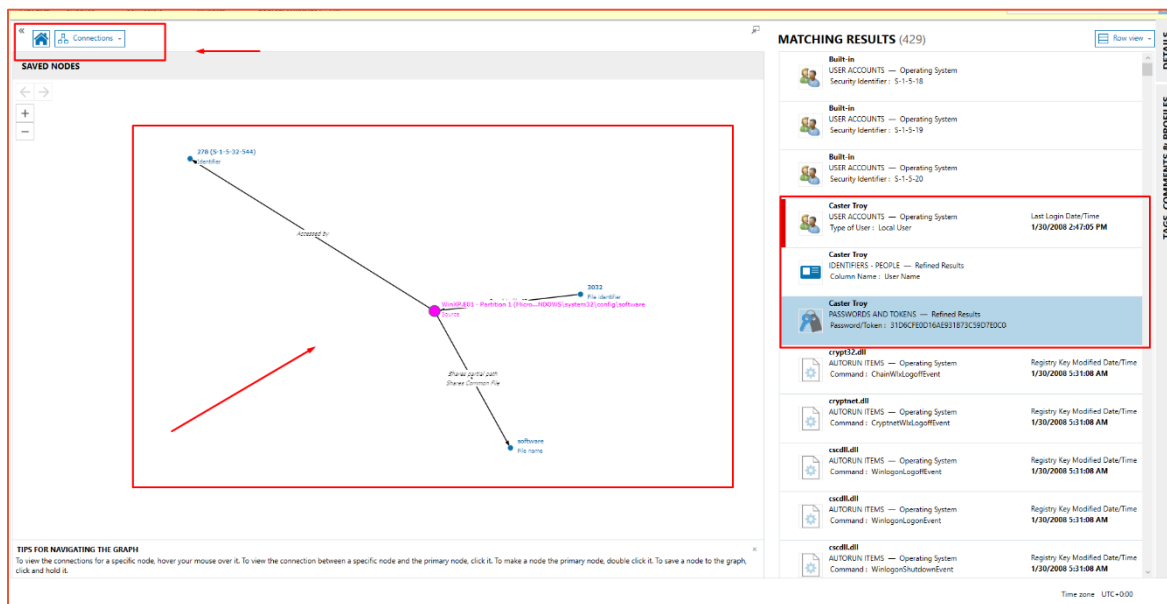 «
Connections
SAVED NODES
+
−
278 (S-1-5-32-544)
Identifier
Accessed by
3032
File identifier
WinXP.E01 - Partition 1 (Micro...NDOWS\system32\config\software
Source
Shares partial path
Shares Common File
software
File name
TIPS FOR NAVIGATING THE GRAPH
To view the connections for a specific node, hover your mouse over it. To view the connection between a specific node and the primary node, click it. To make a node the primary node, double click it. To save a node to the graph,
click and hold it.
MATCHING RESULTS (429)
Row view
Built-in
USER ACCOUNTS — Operating System
Security Identifier : S-1-5-18
Built-in
USER ACCOUNTS — Operating System
Security Identifier : S-1-5-19
Built-in
USER ACCOUNTS — Operating System
Security Identifier : S-1-5-20
Caster Troy
USER ACCOUNTS — Operating System
Type of User : Local User
Last Login Date/Time
1/30/2008 2:47:05 PM
Caster Troy
IDENTIFIERS - PEOPLE — Refined Results
Column Name : User Name
Caster Troy
PASSWORDS AND TOKENS — Refined Results
Password/Token : 31D6CFE0D16AE931B73C59D7E0C0
crypt32.dll
AUTORUN ITEMS — Operating System
Command : ChainWlxLogoffEvent
Registry Key Modified Date/Time
1/30/2008 5:31:08 AM
cryptnet.dll
AUTORUN ITEMS — Operating System
Command : CryptnetWlxLogoffEvent
Registry Key Modified Date/Time
1/30/2008 5:31:08 AM
cscdll.dll
AUTORUN ITEMS — Operating System
Command : WinlogonLogoffEvent
Registry Key Modified Date/Time
1/30/2008 5:31:08 AM
cscdll.dll
AUTORUN ITEMS — Operating System
Command : WinlogonLogonEvent
Registry Key Modified Date/Time
1/30/2008 5:31:08 AM
cscdll.dll
AUTORUN ITEMS — Operating System
Command : WinlogonShutdownEvent
Registry Key Modified Date/Time
1/30/2008 5:31:08 AM
DETAILS
TAGS, COMMENTS & PROFILES
Time zone UTC+0:00